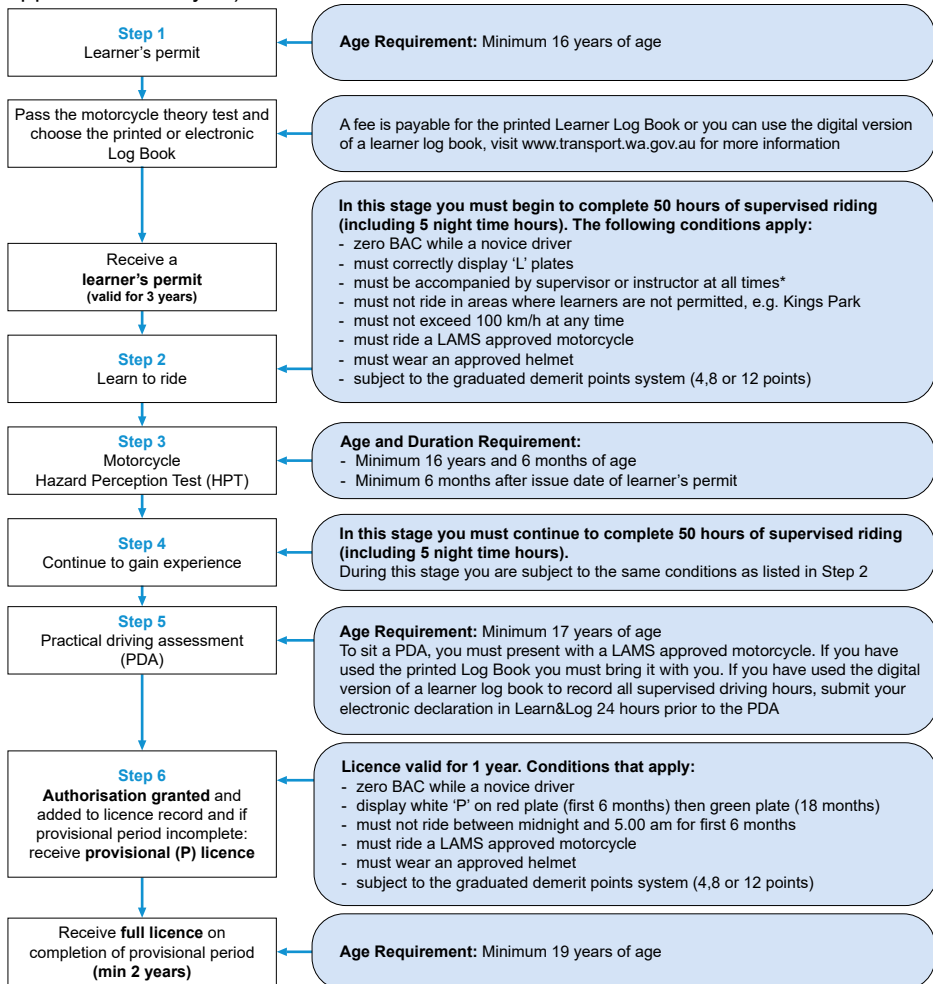 Step 1
Learner's permit
Age Requirement: Minimum 16 years of age
Pass the motorcycle theory test and
choose the printed or electronic
Log Book
A fee is payable for the printed Learner Log Book or you can use the digital version
of a learner log book, visit www.transport.wa.gov.au for more information
Receive a
learner's permit
(valid for 3 years)
Step 2
Learn to ride
In this stage you must begin to complete 50 hours of supervised riding
(including 5 night time hours). The following conditions apply:
- zero BAC while a novice driver
- must correctly display 'L' plates
- must be accompanied by supervisor or instructor at all times*
- must not ride in areas where learners are not permitted, e.g. Kings Park
- must not exceed 100 km/h at any time
- must ride a LAMS approved motorcycle
- must wear an approved helmet
- subject to the graduated demerit points system (4,8 or 12 points)
Step 3
Motorcycle
Hazard Perception Test (HPT)
Age and Duration Requirement:
- Minimum 16 years and 6 months of age
- Minimum 6 months after issue date of learner's permit
Step 4
Continue to gain experience
In this stage you must continue to complete 50 hours of supervised riding
(including 5 night time hours).
During this stage you are subject to the same conditions as listed in Step 2
Step 5
Practical driving assessment
(PDA)
Age Requirement: Minimum 17 years of age
To sit a PDA, you must present with a LAMS approved motorcycle. If you have
used the printed Log Book you must bring it with you. If you have used the digital
version of a learner log book to record all supervised driving hours, submit your
electronic declaration in Learn&Log 24 hours prior to the PDA
Step 6
Authorisation granted and
added to licence record and if
provisional period incomplete:
receive provisional (P) licence
Licence valid for 1 year. Conditions that apply:
- zero BAC while a novice driver
- display white 'P' on red plate (first 6 months) then green plate (18 months)
- must not ride between midnight and 5.00 am for first 6 months
- must ride a LAMS approved motorcycle
- must wear an approved helmet
- subject to the graduated demerit points system (4,8 or 12 points)
Receive full licence on
completion of provisional period
(min 2 years)
Age Requirement: Minimum 19 years of age